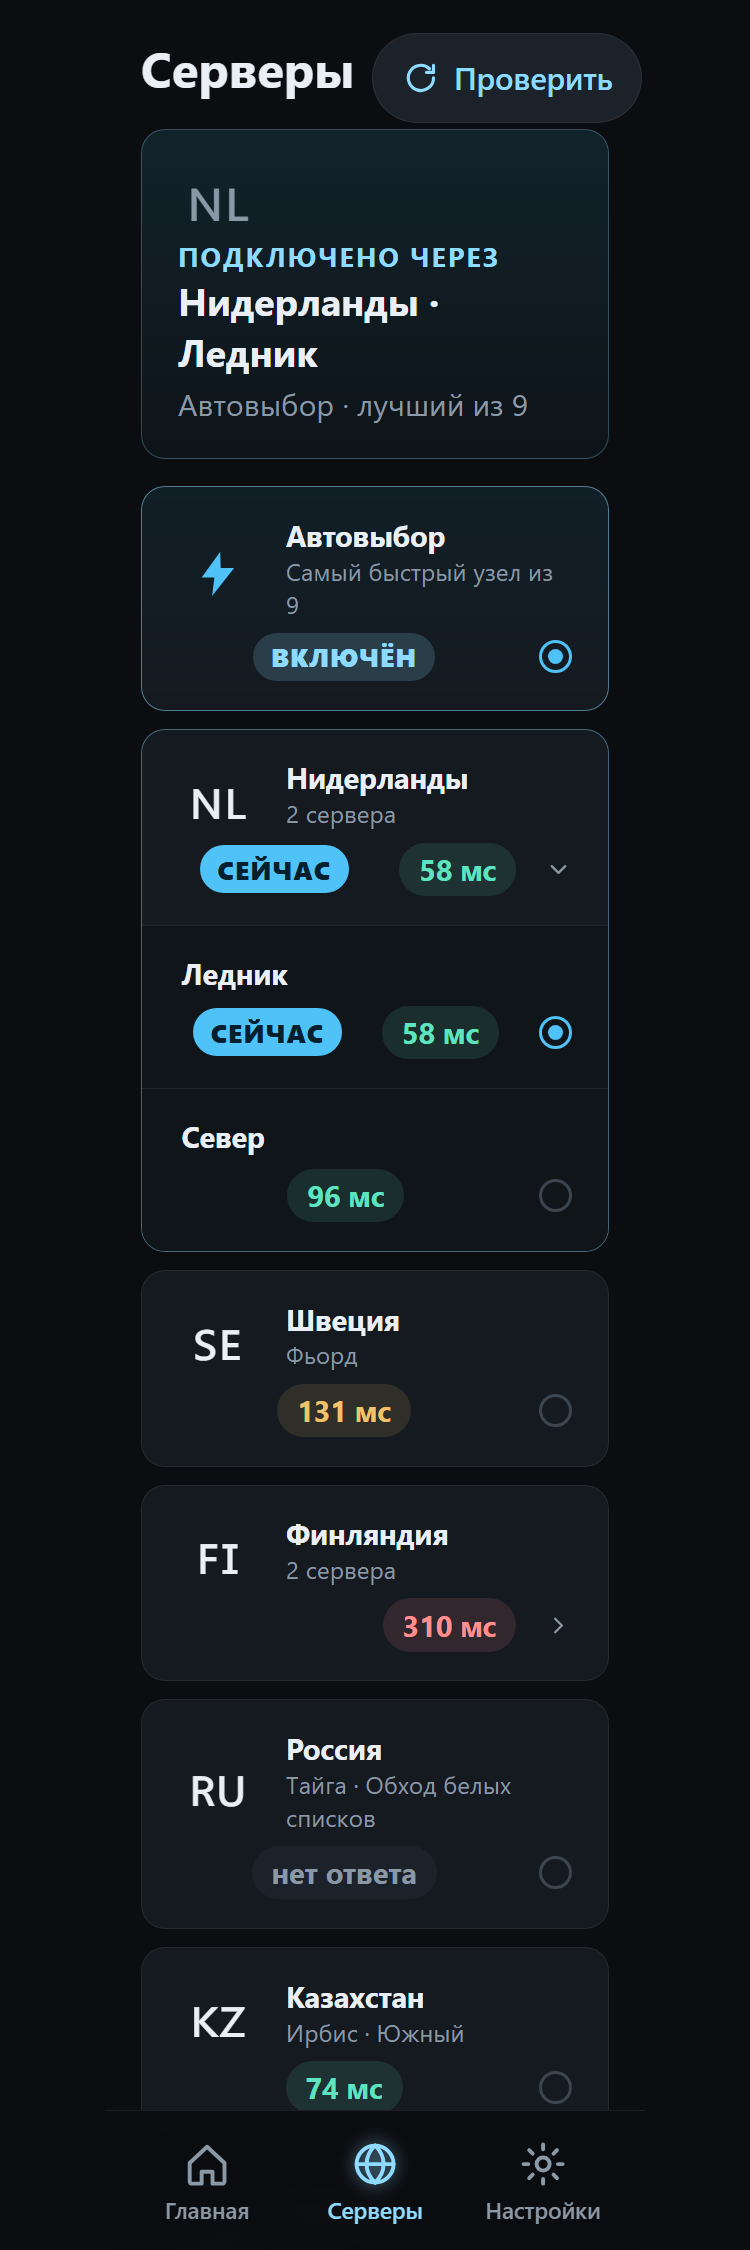 Серверы
Проверить
NL
ПОДКЛЮЧЕНО ЧЕРЕЗ
Нидерланды ·
Ледник
Автовыбор · лучший из 9
Автовыбор
Самый быстрый узел из
9
ВКЛЮЧЁН
NL
Нидерланды
2 сервера
СЕЙЧАС
58 мс
Ледник
СЕЙЧАС
58 мс
Север
96 мс
SE
Швеция
Фьорд
131 мс
FI
Финляндия
2 сервера
310 мс
RU
Россия
Тайга · Обход белых
списков
нет ответа
KZ
Казахстан
Ирбис · Южный
74 мс
Главная
Серверы
Настройки